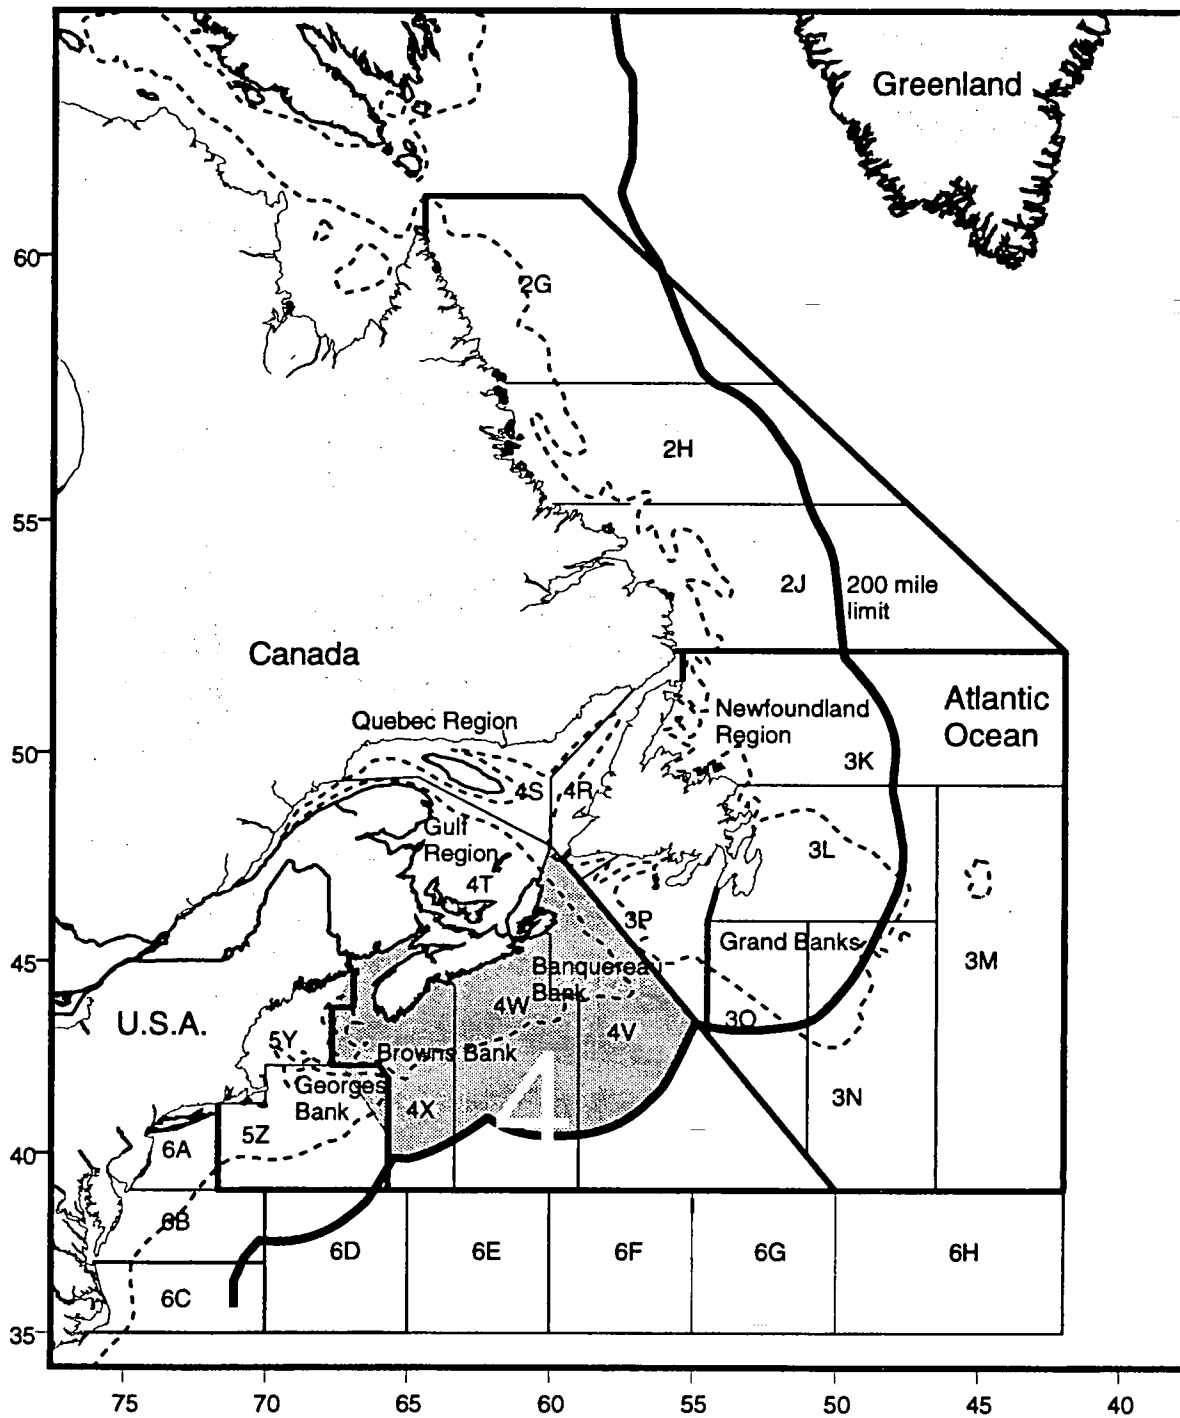 Greenland
60
2G
2H
55
2J
200 mile
limit
Canada
Atlantic
Ocean
Newfoundland
Region
Quebec Region
50
3K
4S
4R
Gulf
Region
4T
3L
3P
Grand Banks
45
3M
Banquereau
Bank
4W
4V
3O
U.S.A.
5Y
Browns Bank
Georges
Bank
4X
4
3N
5Z
6A
40
6B
6D
6E
6F
6G
6H
6C
35
75
70
65
60
55
50
45
40